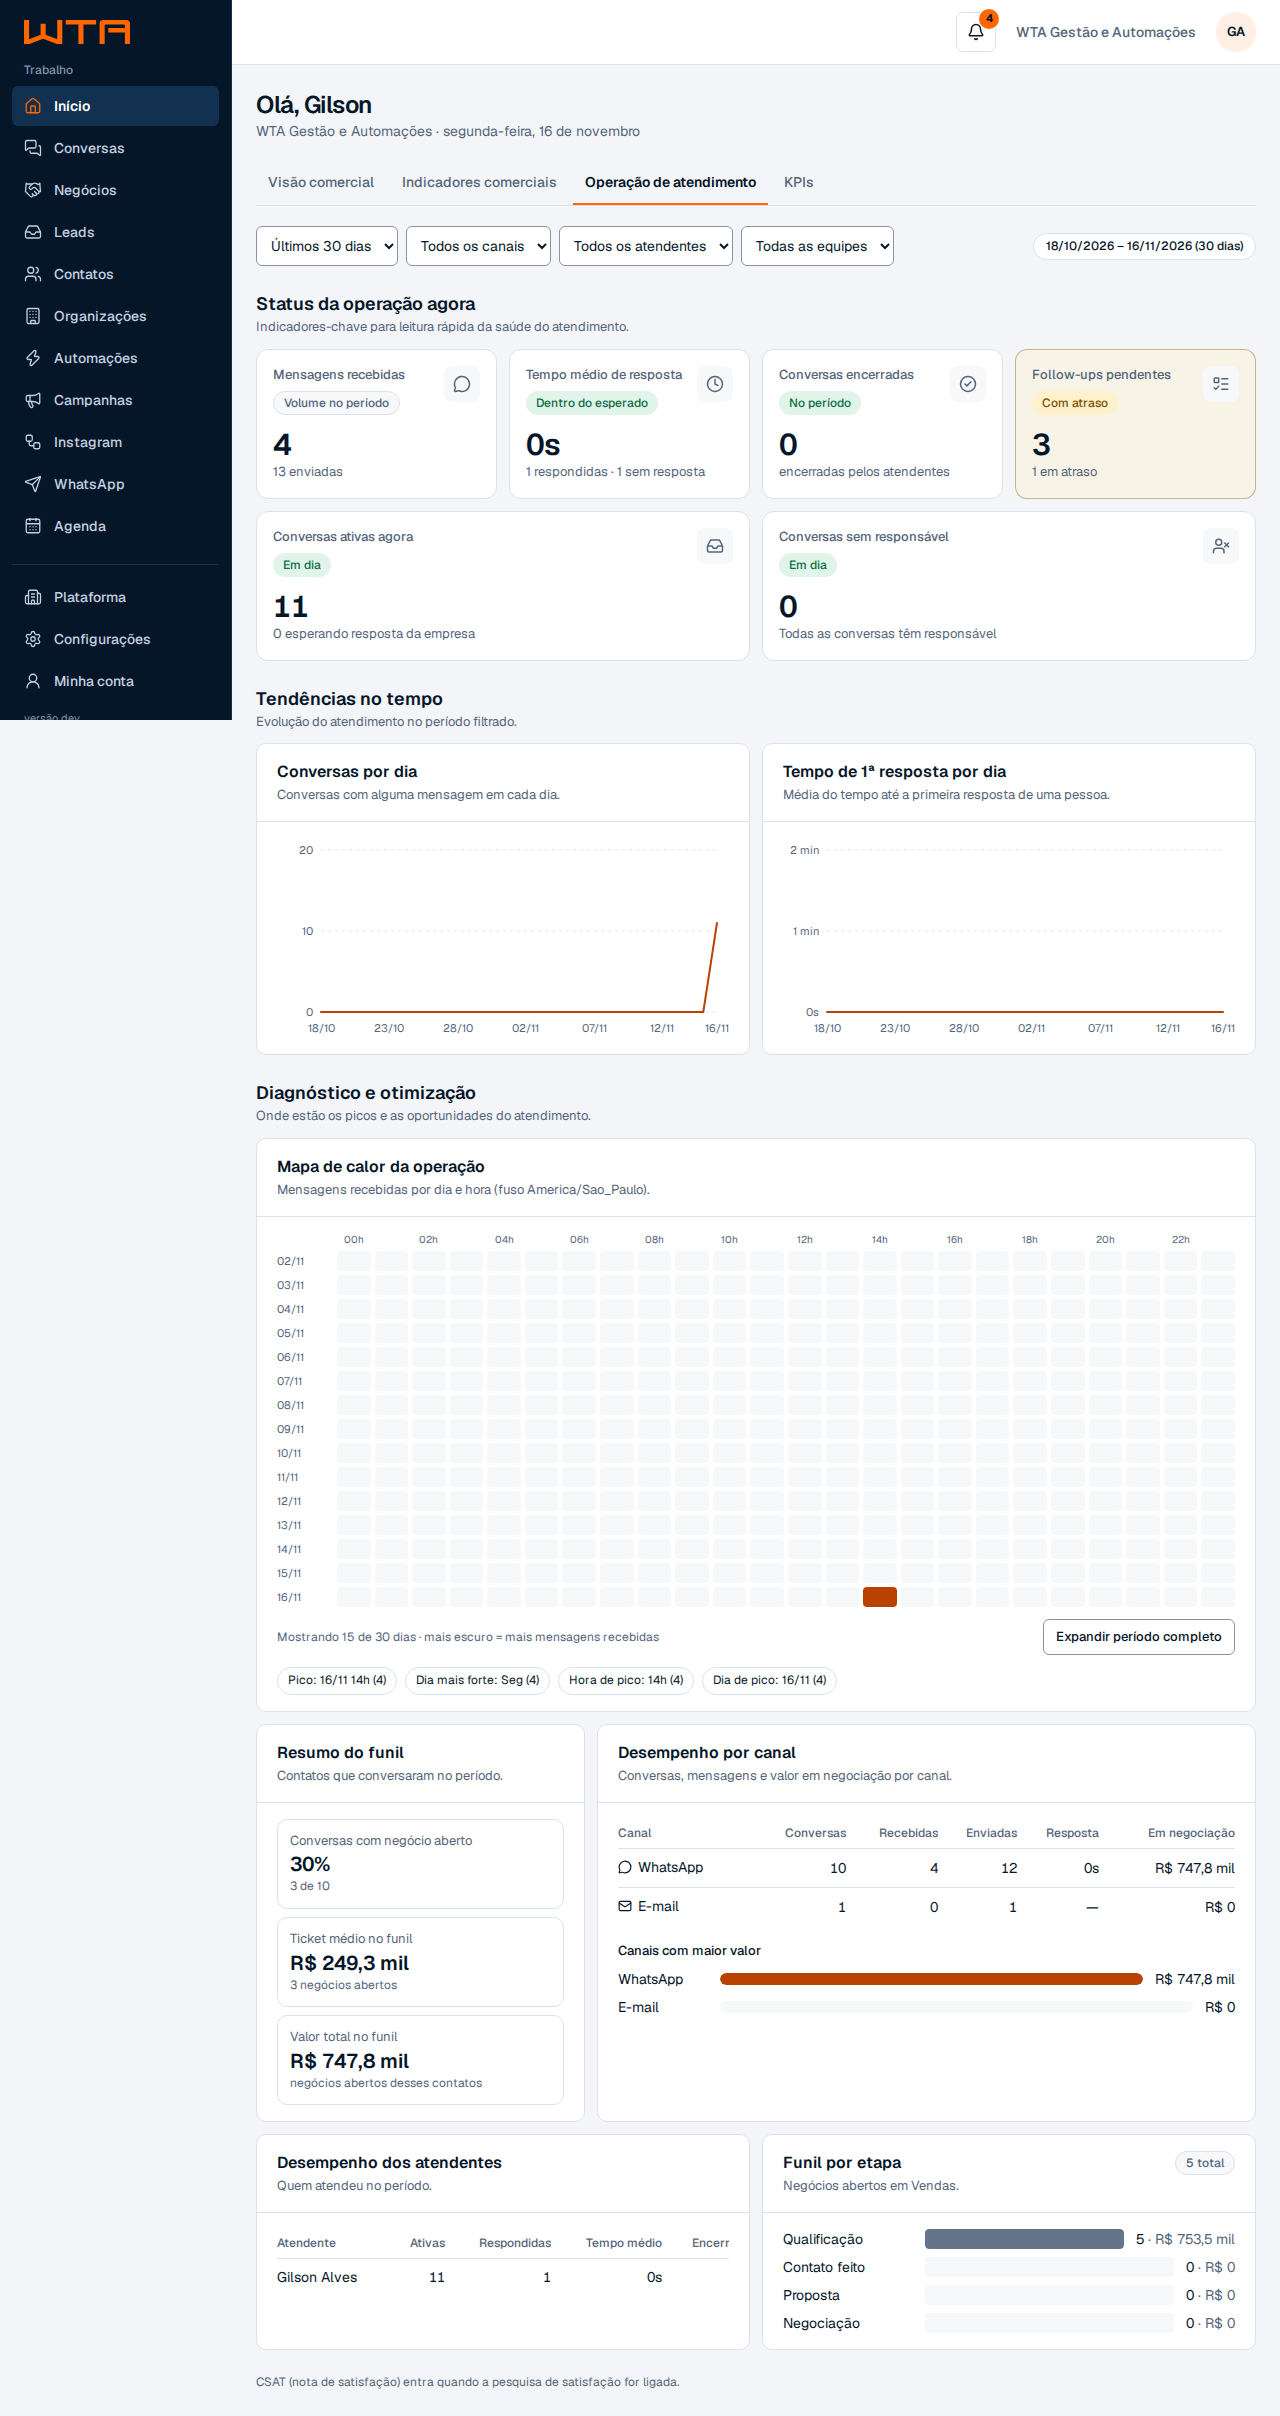 WTA
4
WTA Gestão e Automações
GA
Trabalho
Início
Conversas
Negócios
Leads
Contatos
Organizações
Automações
Campanhas
Instagram
WhatsApp
Agenda
Plataforma
Configurações
Minha conta
versão dev
Olá, Gilson
WTA Gestão e Automações · segunda-feira, 16 de novembro
Visão comercial Indicadores comerciais Operação de atendimento KPIs
Últimos 30 dias Todos os canais Todos os atendentes Todas as equipes 18/10/2026 – 16/11/2026 (30 dias)
Status da operação agora
Indicadores-chave para leitura rápida da saúde do atendimento.
Mensagens recebidas
Volume no período
4
13 enviadas
Tempo médio de resposta
Dentro do esperado
0s
1 respondidas · 1 sem resposta
Conversas encerradas
No período
0
encerradas pelos atendentes
Follow-ups pendentes
Com atraso
3
1 em atraso
Conversas ativas agora
Em dia
11
0 esperando resposta da empresa
Conversas sem responsável
Em dia
0
Todas as conversas têm responsável
Tendências no tempo
Evolução do atendimento no período filtrado.
Conversas por dia
Conversas com alguma mensagem em cada dia.
20
10
0
18/10 23/10 28/10 02/11 07/11 12/11 16/11
Tempo de 1ª resposta por dia
Média do tempo até a primeira resposta de uma pessoa.
2 min
1 min
0s
18/10 23/10 28/10 02/11 07/11 12/11 16/11
Diagnóstico e otimização
Onde estão os picos e as oportunidades do atendimento.
Mapa de calor da operação
Mensagens recebidas por dia e hora (fuso America/Sao_Paulo).
00h 02h 04h 06h 08h 10h 12h 14h 16h 18h 20h 22h
02/11
03/11
04/11
05/11
06/11
07/11
08/11
09/11
10/11
11/11
12/11
13/11
14/11
15/11
16/11
Mostrando 15 de 30 dias · mais escuro = mais mensagens recebidas
Expandir período completo
Pico: 16/11 14h (4) Dia mais forte: Seg (4) Hora de pico: 14h (4) Dia de pico: 16/11 (4)
Resumo do funil
Contatos que conversaram no período.
Conversas com negócio aberto
30%
3 de 10
Ticket médio no funil
R$ 249,3 mil
3 negócios abertos
Valor total no funil
R$ 747,8 mil
negócios abertos desses contatos
Desempenho por canal
Conversas, mensagens e valor em negociação por canal.
Canal Conversas Recebidas Enviadas Resposta Em negociação
WhatsApp 10 4 12 0s R$ 747,8 mil
E-mail 1 0 1 — R$ 0
Canais com maior valor
WhatsApp R$ 747,8 mil
E-mail R$ 0
Desempenho dos atendentes
Quem atendeu no período.
Atendente Ativas Respondidas Tempo médio Encerr
Gilson Alves 11 1 0s
Funil por etapa
5 total
Negócios abertos em Vendas.
Qualificação 5 · R$ 753,5 mil
Contato feito 0 · R$ 0
Proposta 0 · R$ 0
Negociação 0 · R$ 0
CSAT (nota de satisfação) entra quando a pesquisa de satisfação for ligada.